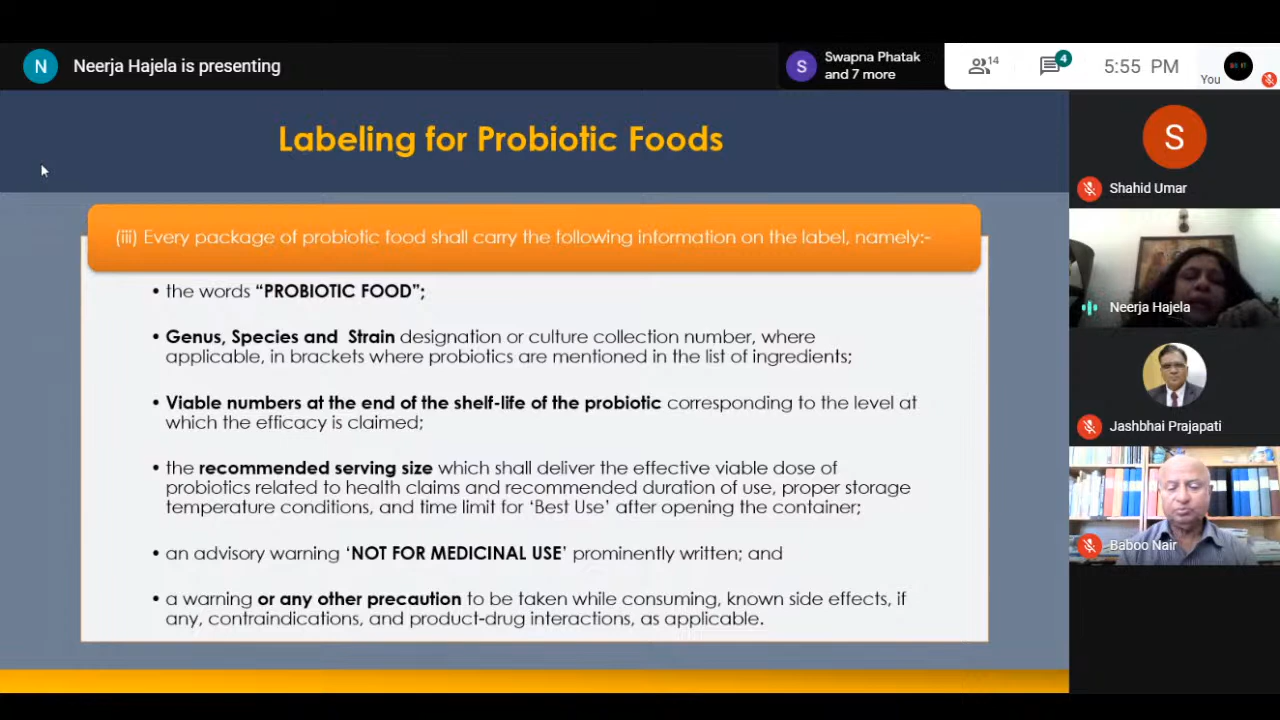 N
Neerja Hajela is presenting
S
Swapna Phatak
and 7 more
14
4
5:55 PM
You
Labeling for Probiotic Foods
(iii) Every package of probiotic food shall carry the following information on the label, namely:-
• the words “PROBIOTIC FOOD”;
• Genus, Species and Strain designation or culture collection number, where
applicable, in brackets where probiotics are mentioned in the list of ingredients;
• Viable numbers at the end of the shelf-life of the probiotic corresponding to the level at
which the efficacy is claimed;
• the recommended serving size which shall deliver the effective viable dose of
probiotics related to health claims and recommended duration of use, proper storage
temperature conditions, and time limit for ‘Best Use’ after opening the container;
• an advisory warning ‘NOT FOR MEDICINAL USE’ prominently written; and
• a warning or any other precaution to be taken while consuming, known side effects, if
any, contraindications, and product-drug interactions, as applicable.
S
Shahid Umar
Neerja Hajela
Jashbhai Prajapati
Baboo Nair